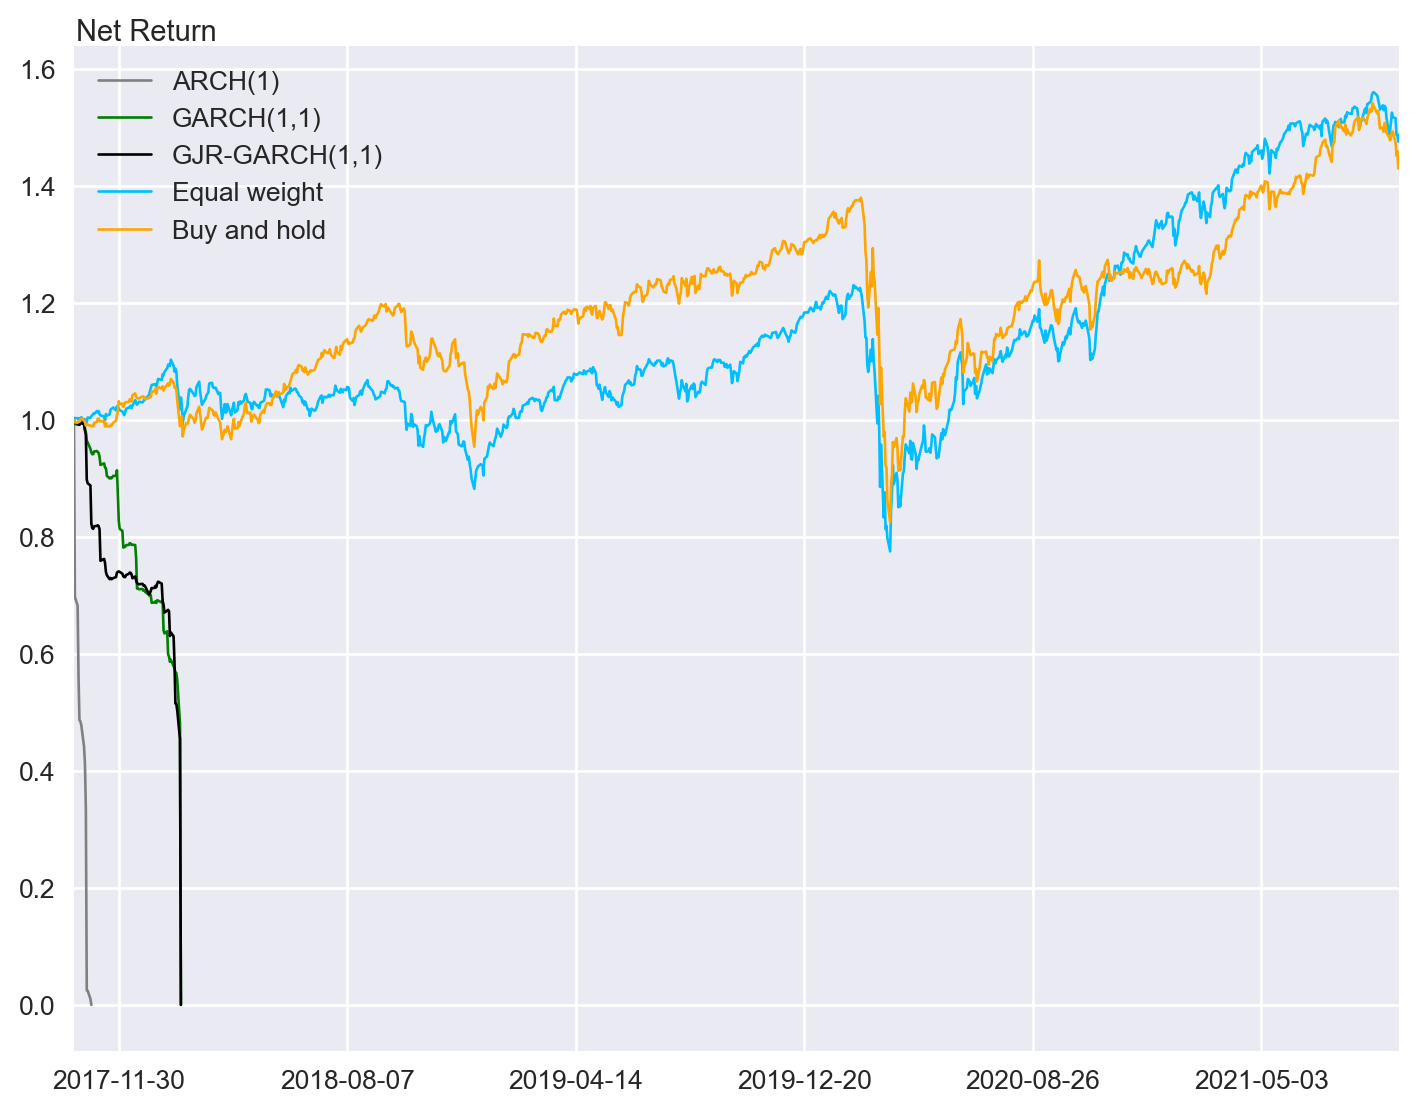 Net Return
1.6
1.4
1.2
1.0
0.8
0.6
0.4
0.2
0.0
ARCH(1)
GARCH(1,1)
GJR-GARCH(1,1)
Equal weight
Buy and hold
2017-11-30 2018-08-07 2019-04-14 2019-12-20 2020-08-26 2021-05-03